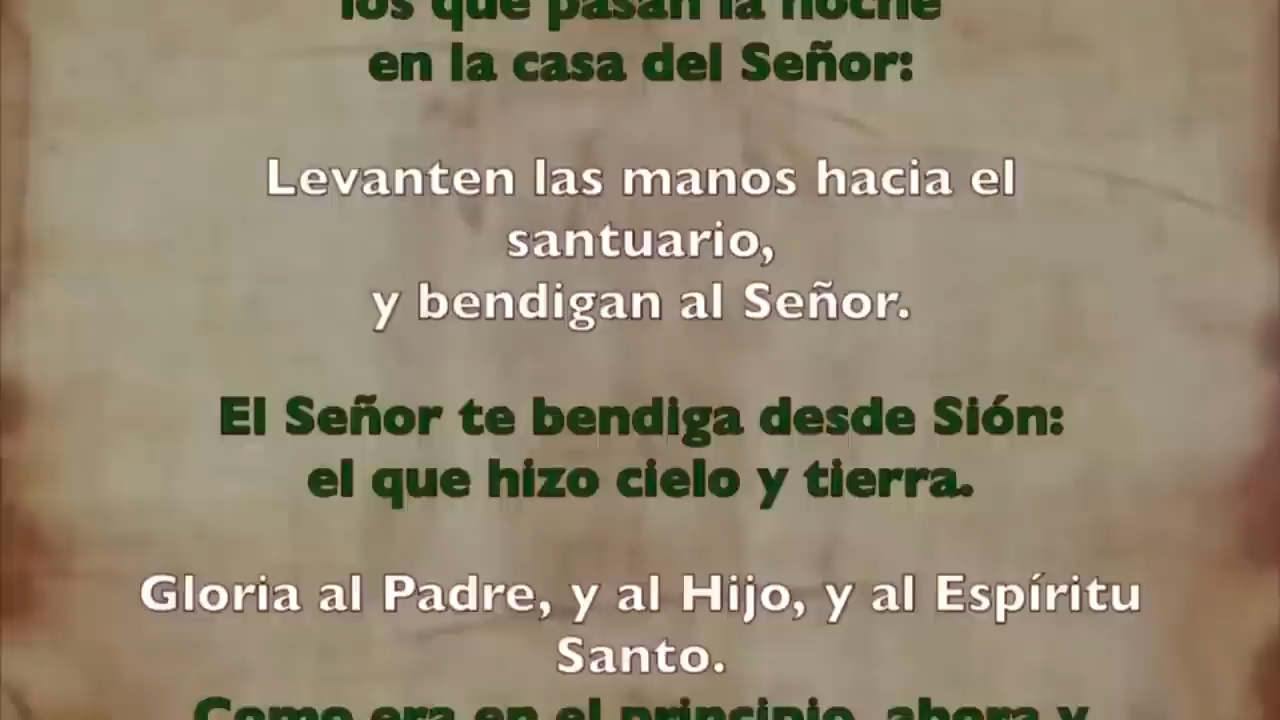 los que pasan la noche
en la casa del Señor:
Levanten las manos hacia el
santuario,
y bendigan al Señor.
El Señor te bendiga desde Sión:
el que hizo cielo y tierra.
Gloria al Padre, y al Hijo, y al Espíritu
Santo.
Como era en el principio, ahora y